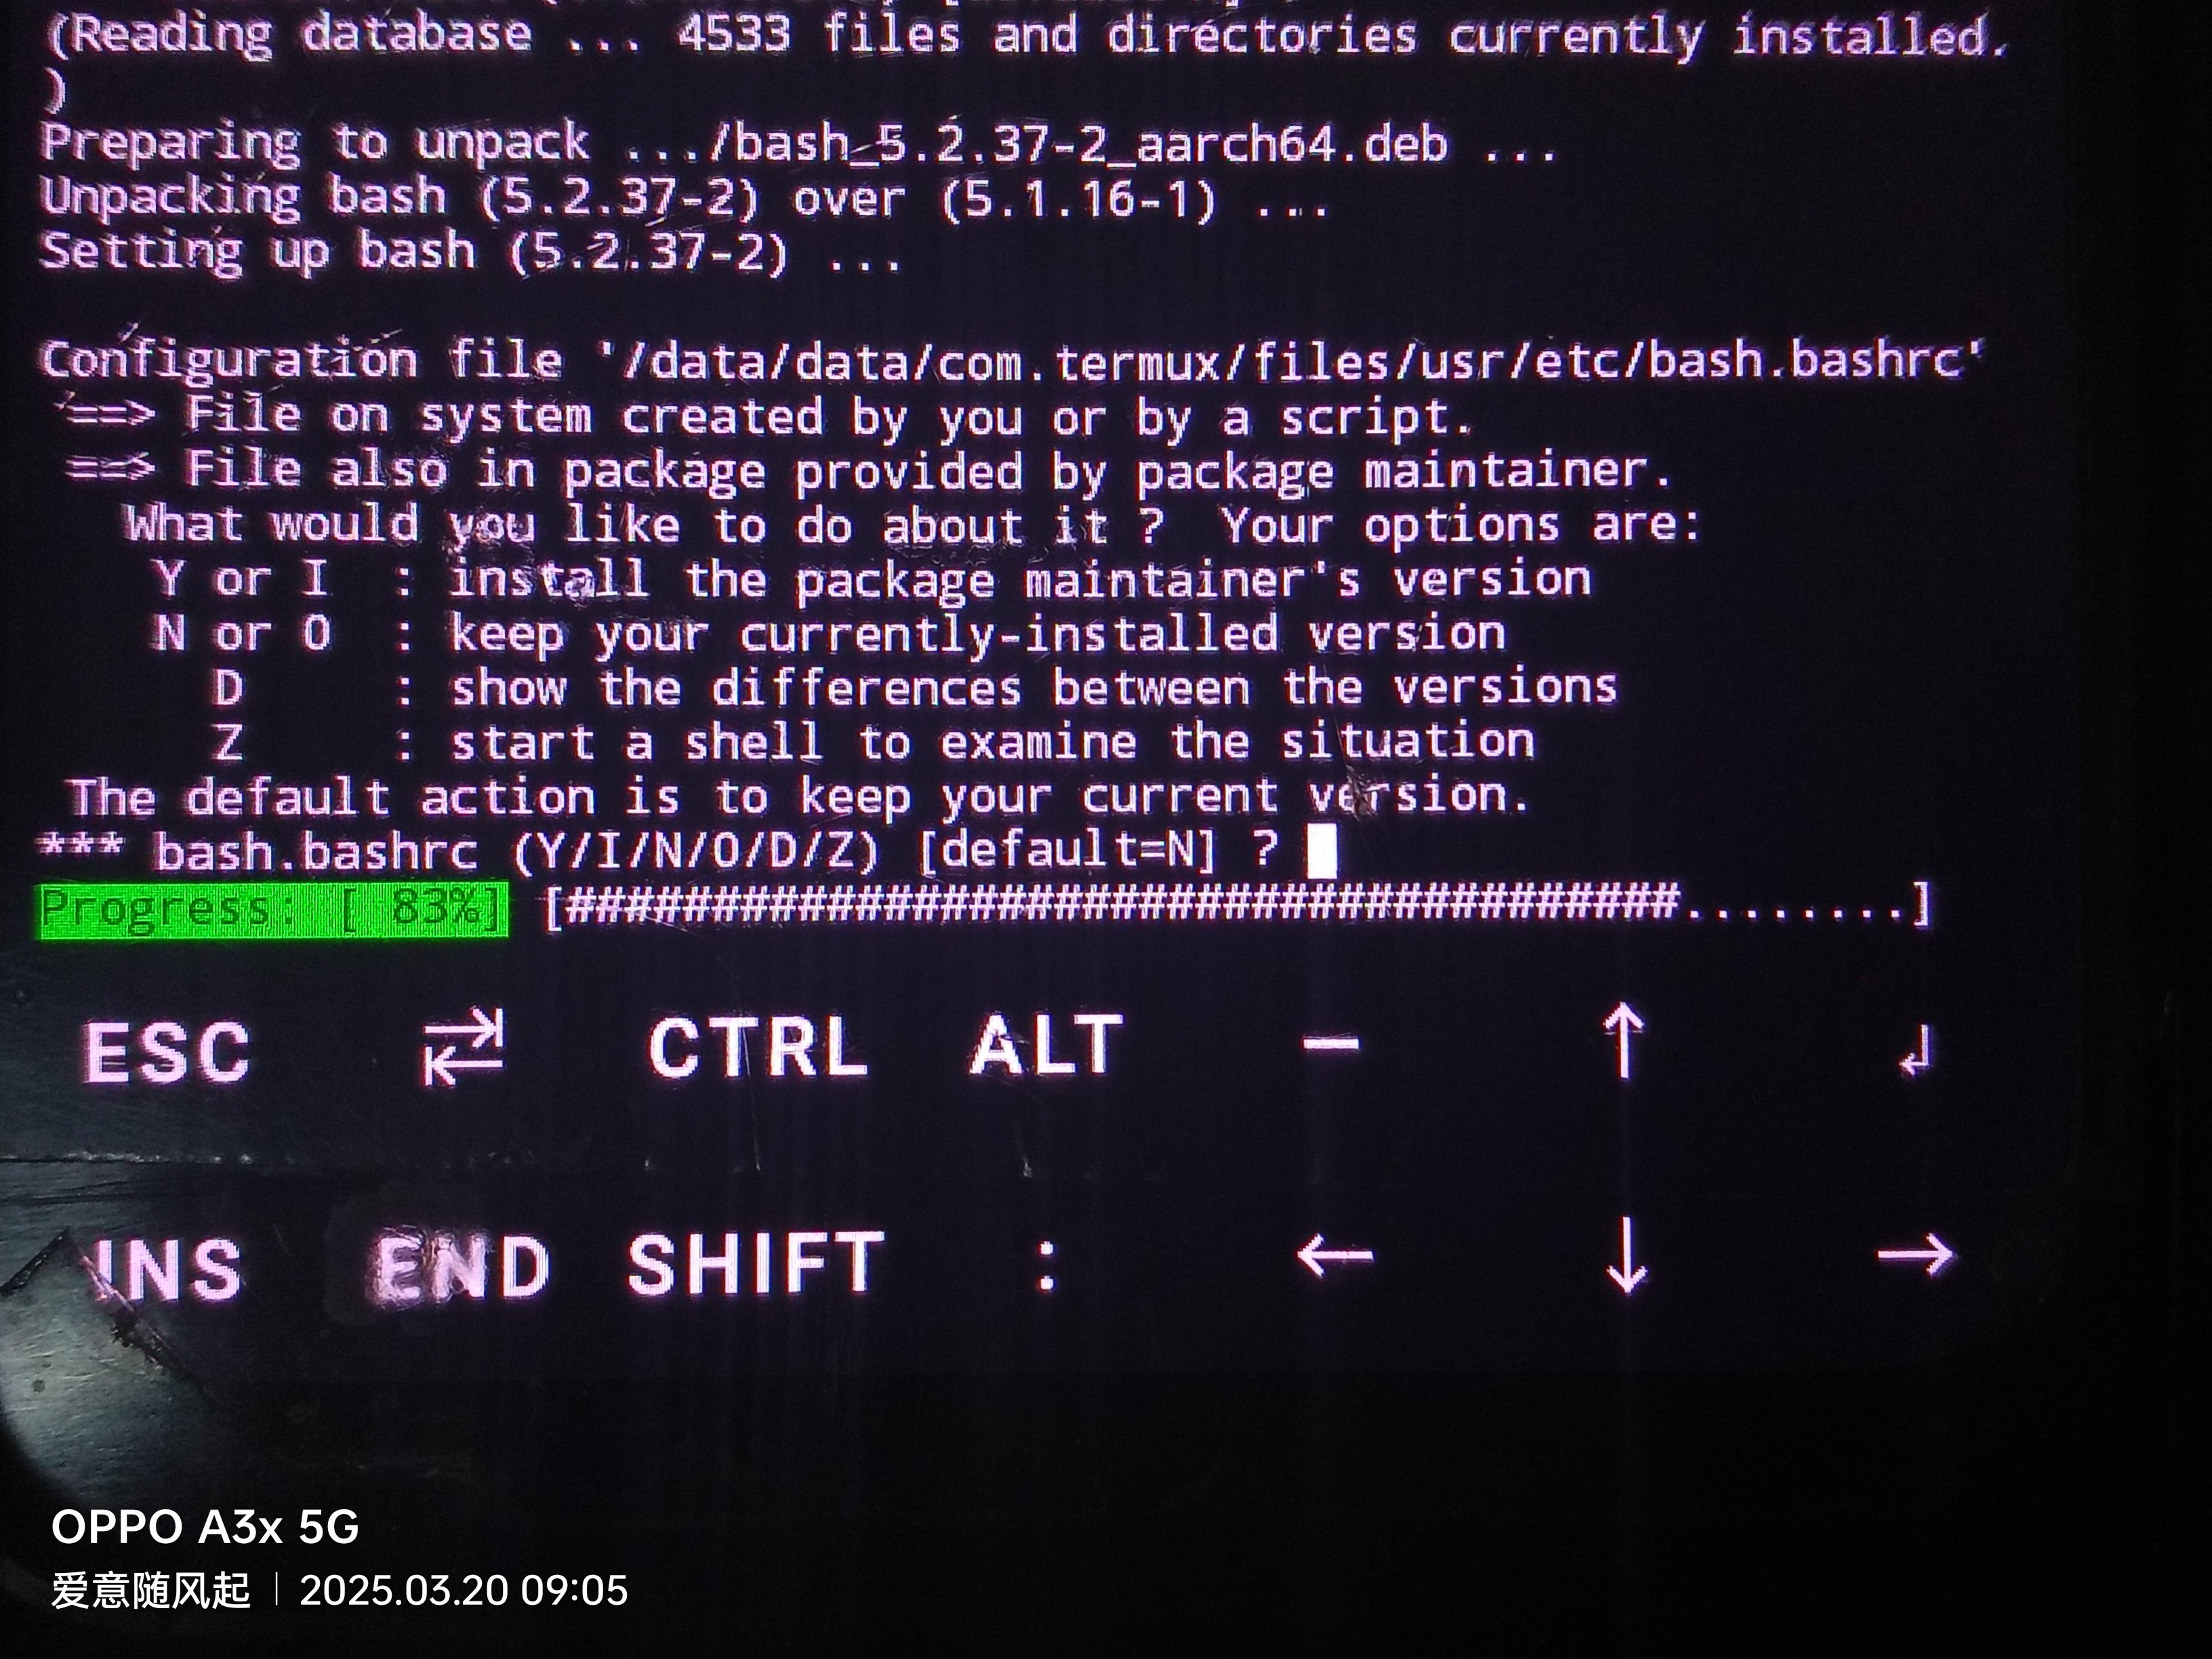 (Reading database ... 4533 files and directories currently installed.
)
Preparing to unpack .../bash_5.2.37-2_aarch64.deb ...
Unpacking bash (5.2.37-2) over (5.1.16-1) ...
Setting up bash (5.2.37-2) ...
Configuration file '/data/data/com.termux/files/usr/etc/bash.bashrc'
==> File on system created by you or by a script.
==> File also in package provided by package maintainer.
What would you like to do about it ? Your options are:
Y or I : install the package maintainer's version
N or O : keep your currently-installed version
D : show the differences between the versions
Z : start a shell to examine the situation
The default action is to keep your current version.
*** bash.bashrc (Y/I/N/O/D/Z) [default=N] ?
Progress: [ 83%] [#######################################........]
ESC ⇄ CTRL ALT — ↑ ↲
INS END SHIFT : ← ↓ →
OPPO A3x 5G
爱意随风起 | 2025.03.20 09:05